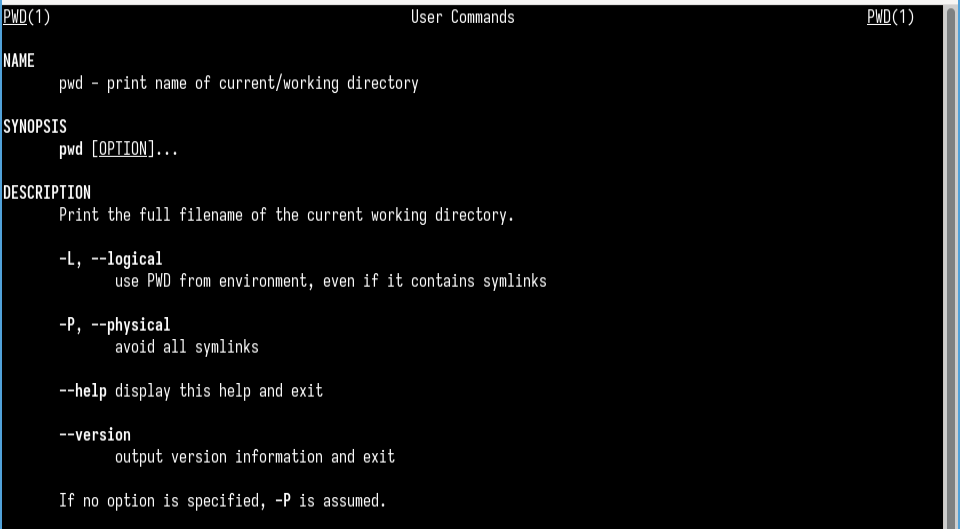 PWD(1) User Commands PWD(1)
NAME
pwd - print name of current/working directory
SYNOPSIS
pwd [OPTION]...
DESCRIPTION
Print the full filename of the current working directory.
-L, --logical
use PWD from environment, even if it contains symlinks
-P, --physical
avoid all symlinks
--help display this help and exit
--version
output version information and exit
If no option is specified, -P is assumed.